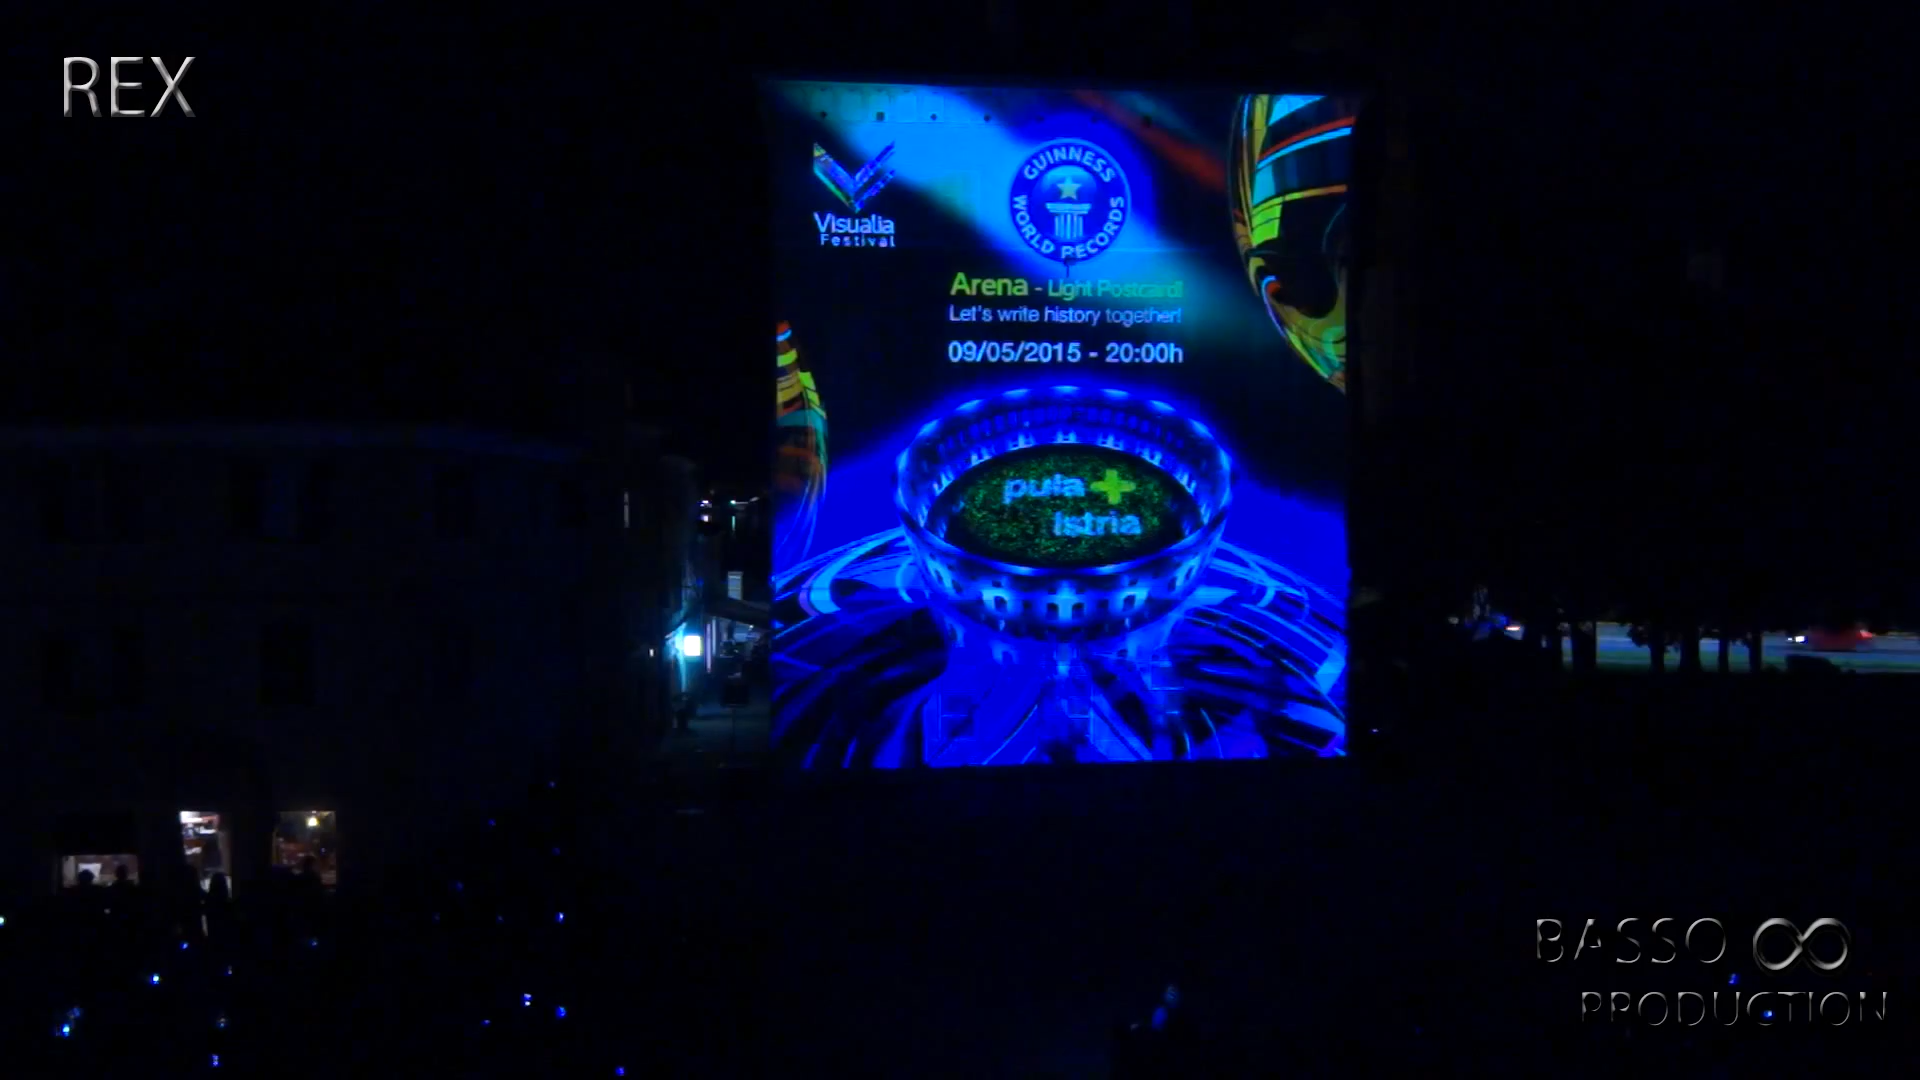 REX
Visualia
Festival
GUINNESS
WORLD RECORDS
Arena - Light Postcard!
Let's write history together!
09/05/2015 - 20:00h
pula+
istria
BASSO
PRODUCTION